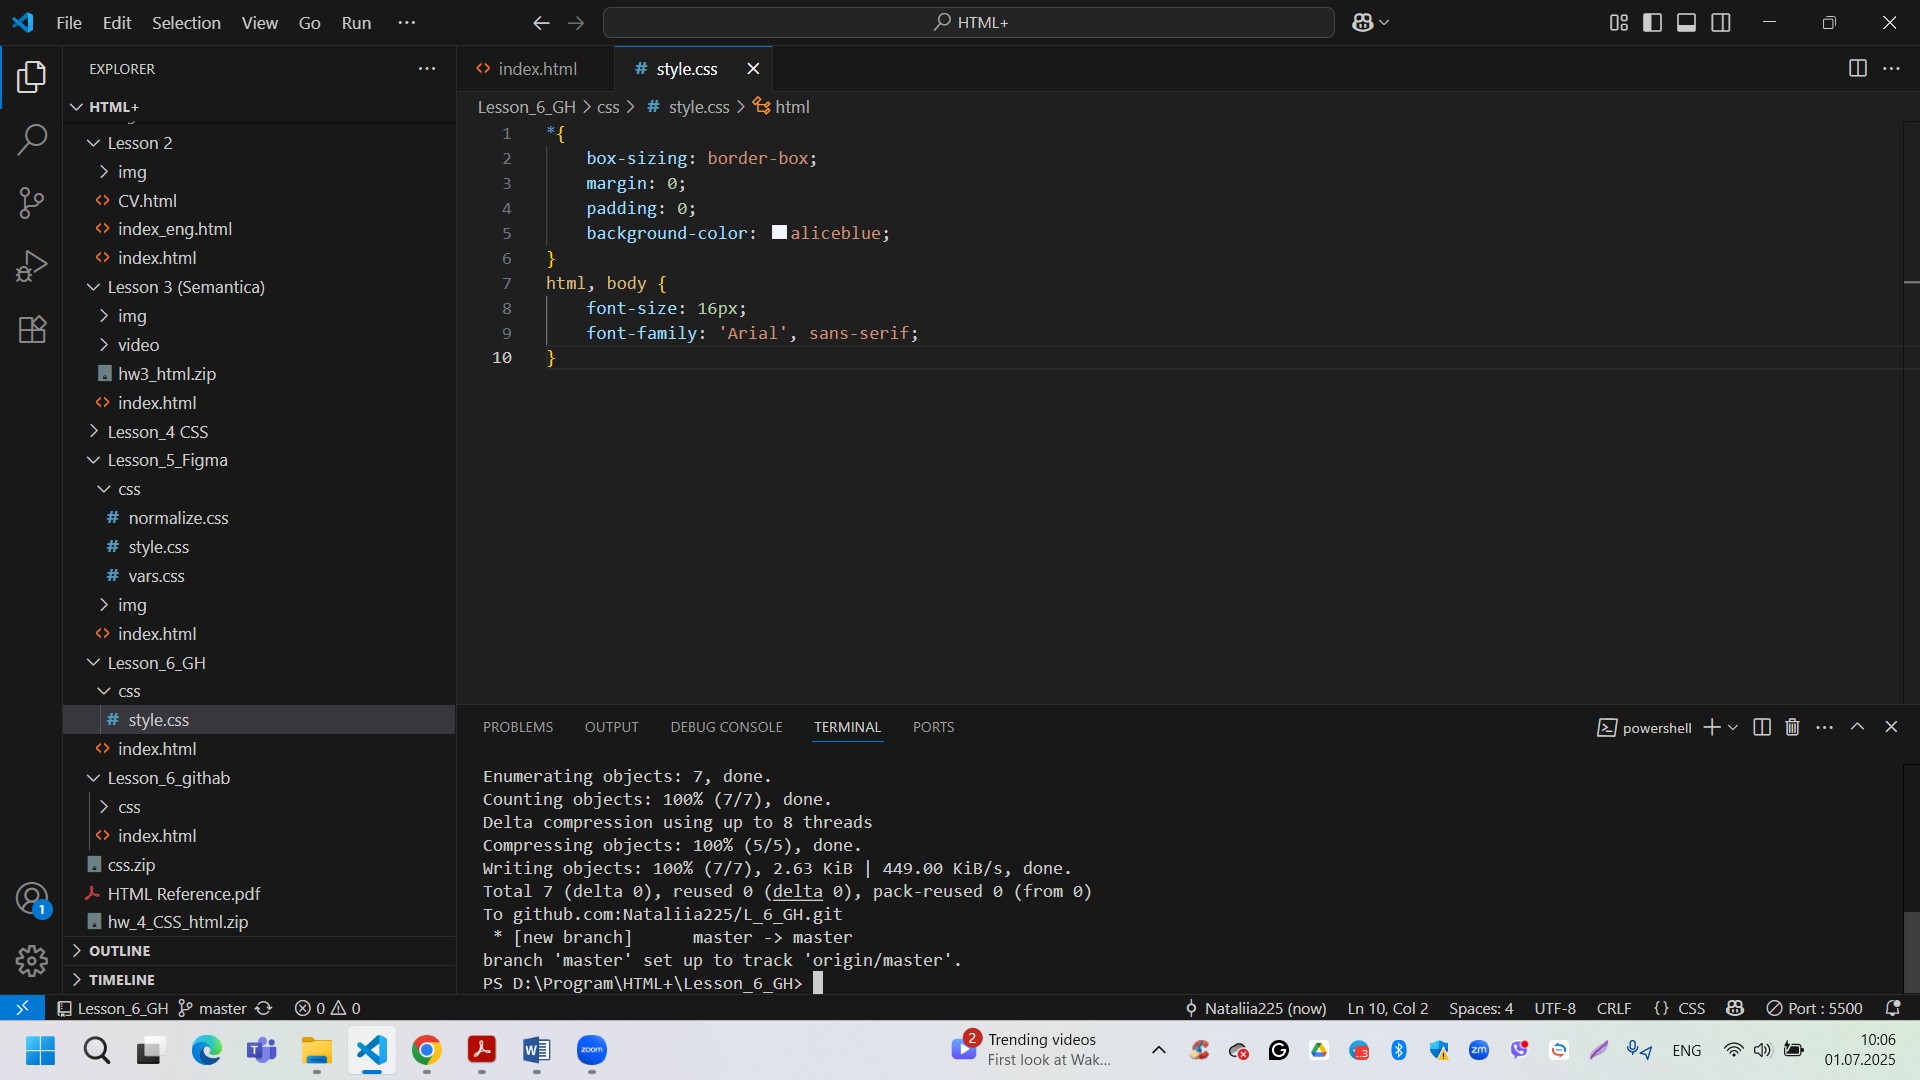 File Edit Selection View Go Run ···
HTML+
EXPLORER
HTML+
Lesson 2
img
CV.html
index_eng.html
index.html
Lesson 3 (Semantica)
img
video
hw3_html.zip
index.html
Lesson_4 CSS
Lesson_5_Figma
css
normalize.css
style.css
vars.css
img
index.html
Lesson_6_GH
css
style.css
index.html
Lesson_6_githab
css
index.html
css.zip
HTML Reference.pdf
hw_4_CSS_html.zip
OUTLINE
TIMELINE
1
index.html
style.css
Lesson_6_GH > css > # style.css > html
1 *{
2 box-sizing: border-box;
3 margin: 0;
4 padding: 0;
5 background-color: aliceblue;
6 }
7 html, body {
8 font-size: 16px;
9 font-family: 'Arial', sans-serif;
10 }
PROBLEMS OUTPUT DEBUG CONSOLE TERMINAL PORTS
powershell
Enumerating objects: 7, done.
Counting objects: 100% (7/7), done.
Delta compression using up to 8 threads
Compressing objects: 100% (5/5), done.
Writing objects: 100% (7/7), 2.63 KiB | 449.00 KiB/s, done.
Total 7 (delta 0), reused 0 (delta 0), pack-reused 0 (from 0)
To github.com:Nataliia225/L_6_GH.git
* [new branch] master -> master
branch 'master' set up to track 'origin/master'.
PS D:\Program\HTML+\Lesson_6_GH>
Lesson_6_GH master 0 0
Nataliia225 (now) Ln 10, Col 2 Spaces: 4 UTF-8 CRLF {} CSS Port : 5500
zoom
2
Trending videos
First look at Wak...
zm
ENG
10:06
01.07.2025